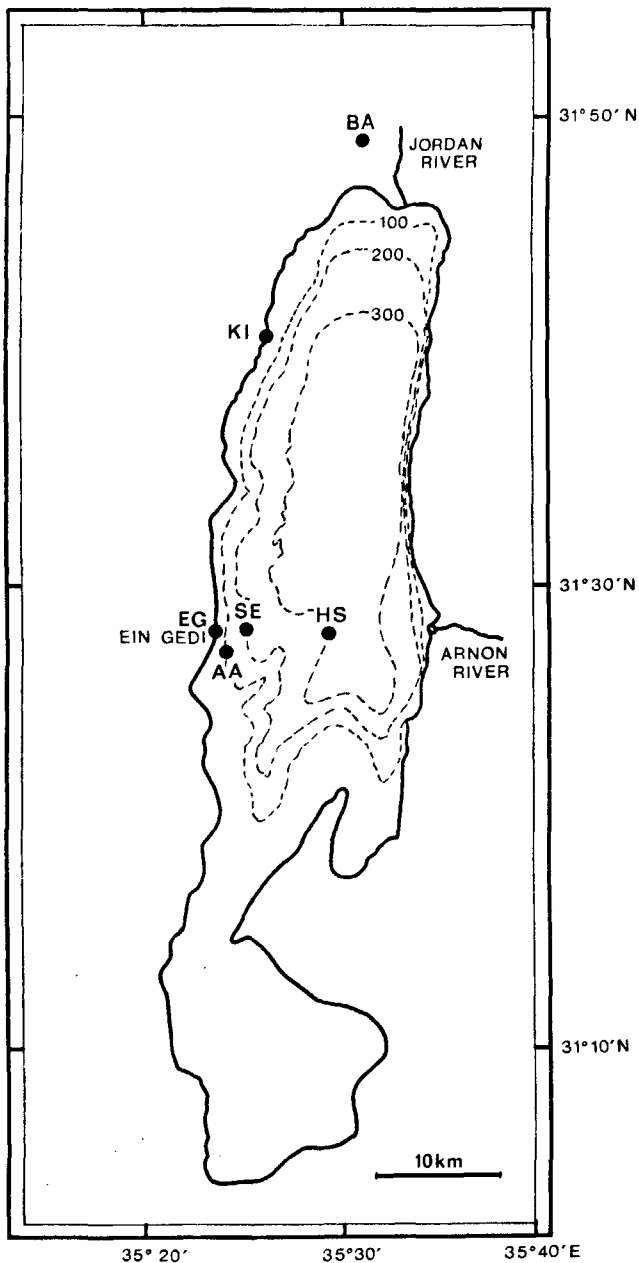 BA
31°50'N
JORDAN
RIVER
100
200
300
KI
31°30'N
EG
EIN GEDI
SE
HS
AA
ARNON
RIVER
31°10'N
10km
35°20'
35°30'
35°40'E